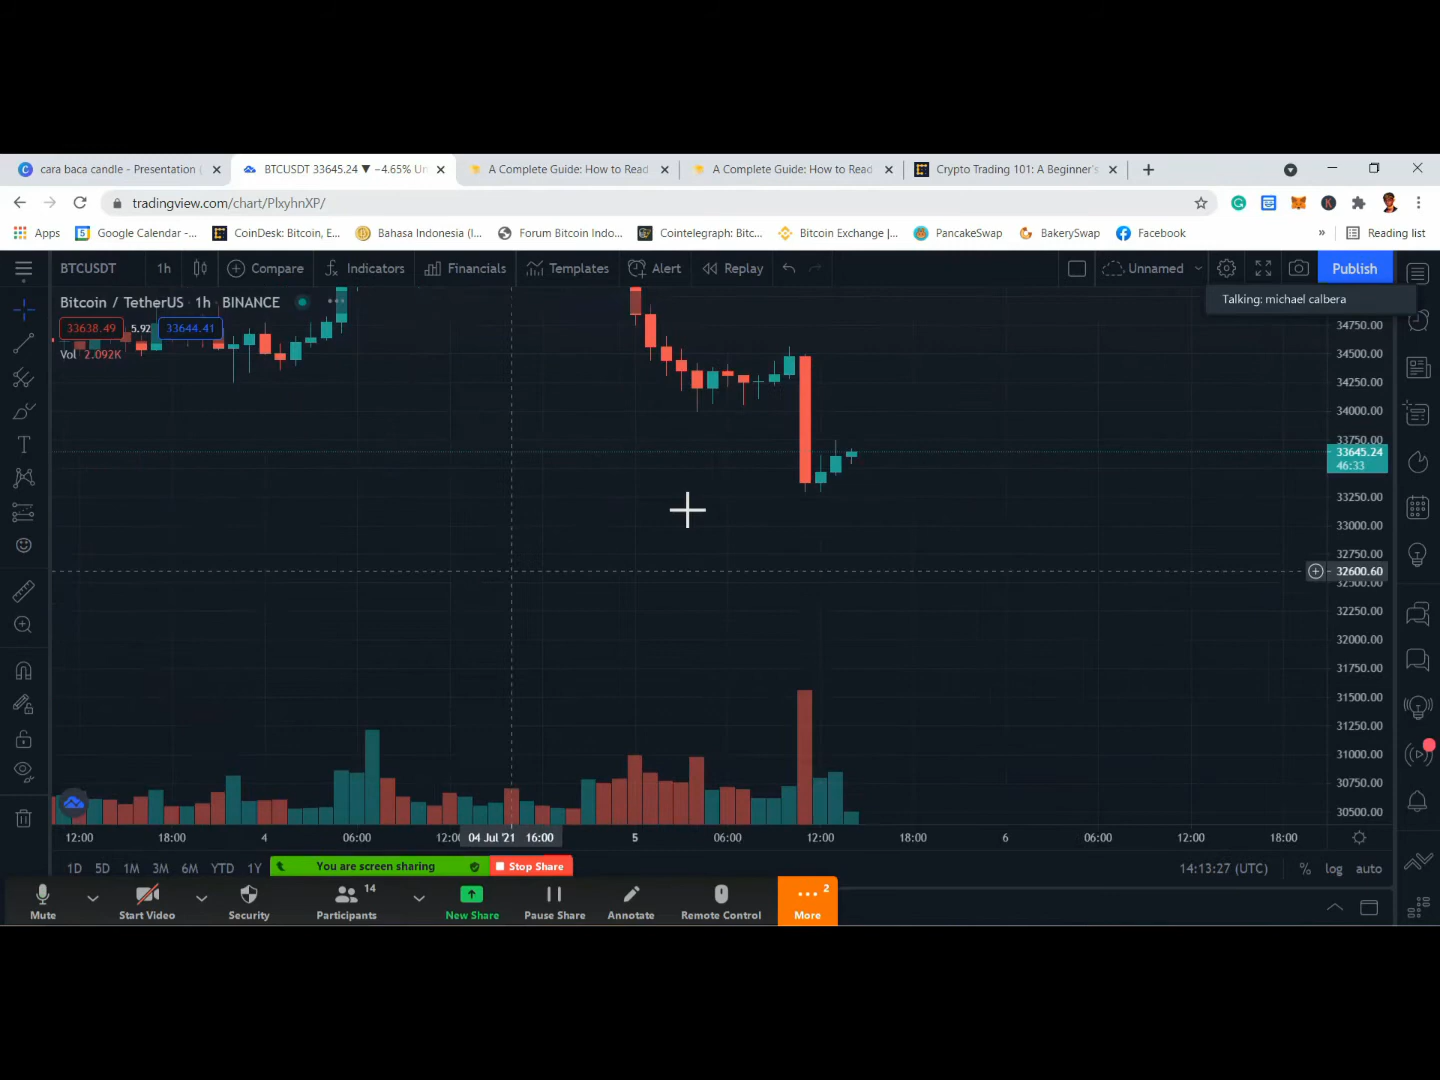 cara baca candle - Presentation (
BTCUSDT 33645.24 ▼ −4.65% Un
A Complete Guide: How to Read
A Complete Guide: How to Read
Crypto Trading 101: A Beginner's
tradingview.com/chart/PlxyhnXP/
Apps
Google Calendar -...
CoinDesk: Bitcoin, E...
Bahasa Indonesia (I...
Forum Bitcoin Indo...
Cointelegraph: Bitc...
Bitcoin Exchange |...
PancakeSwap
BakerySwap
Facebook
»
Reading list
BTCUSDT
1h
Compare
Indicators
Financials
Templates
Alert
Replay
Unnamed
Publish
Bitcoin / TetherUS · 1h · BINANCE
Talking: michael calbera
33638.49
5.92
33644.41
Vol 2.092K
34750.00
34500.00
34250.00
34000.00
33750.00
33645.24
46:33
33250.00
33000.00
32750.00
32600.60
32500.00
32250.00
32000.00
31750.00
31500.00
31250.00
31000.00
30750.00
30500.00
12:00
18:00
4
06:00
12:0
04 Jul '21 16:00
5
06:00
12:00
18:00
6
06:00
12:00
18:00
1D
5D
1M
3M
6M
YTD
1Y
You are screen sharing
Stop Share
14:13:27 (UTC)
%
log
auto
Mute
Start Video
Security
14
Participants
New Share
Pause Share
Annotate
Remote Control
2
More